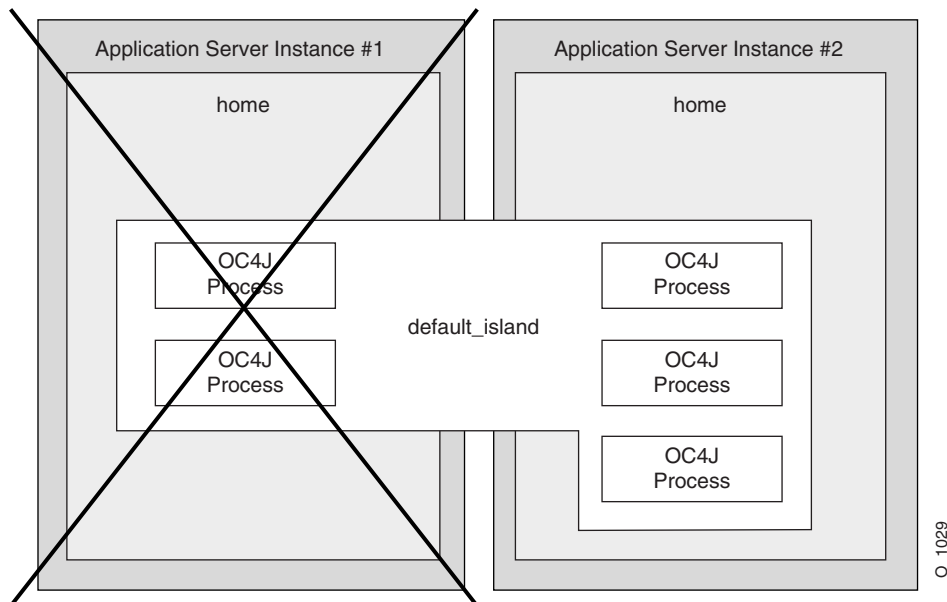 Application Server Instance #1
Application Server Instance #2
home
home
OC4J
Process
OC4J
Process
default_island
OC4J
Process
OC4J
Process
OC4J
Process
O_1029